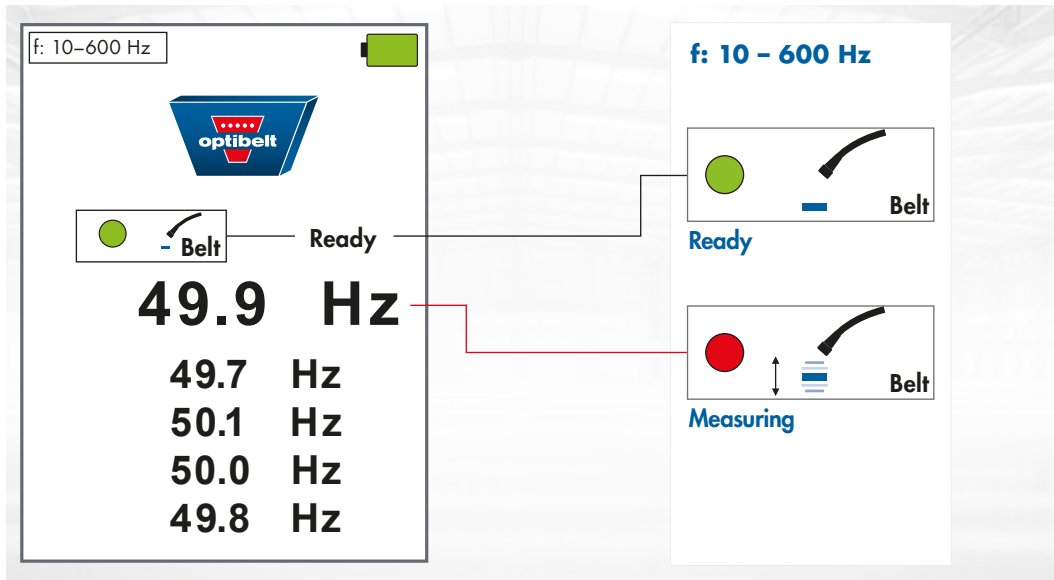 f: 10–600 Hz
optibelt
Belt
Ready
49.9 Hz
49.7 Hz
50.1 Hz
50.0 Hz
49.8 Hz
f: 10 – 600 Hz
Belt
Ready
Belt
Measuring